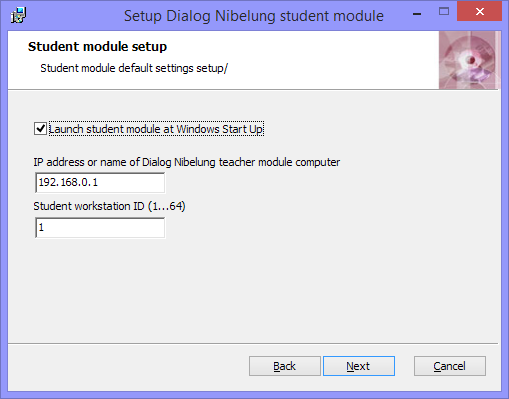 Setup Dialog Nibelung student module
Student module setup
Student module default settings setup/
Launch student module at Windows Start Up
IP address or name of Dialog Nibelung teacher module computer
192.168.0.1
Student workstation ID (1...64)
1
Back Next Cancel